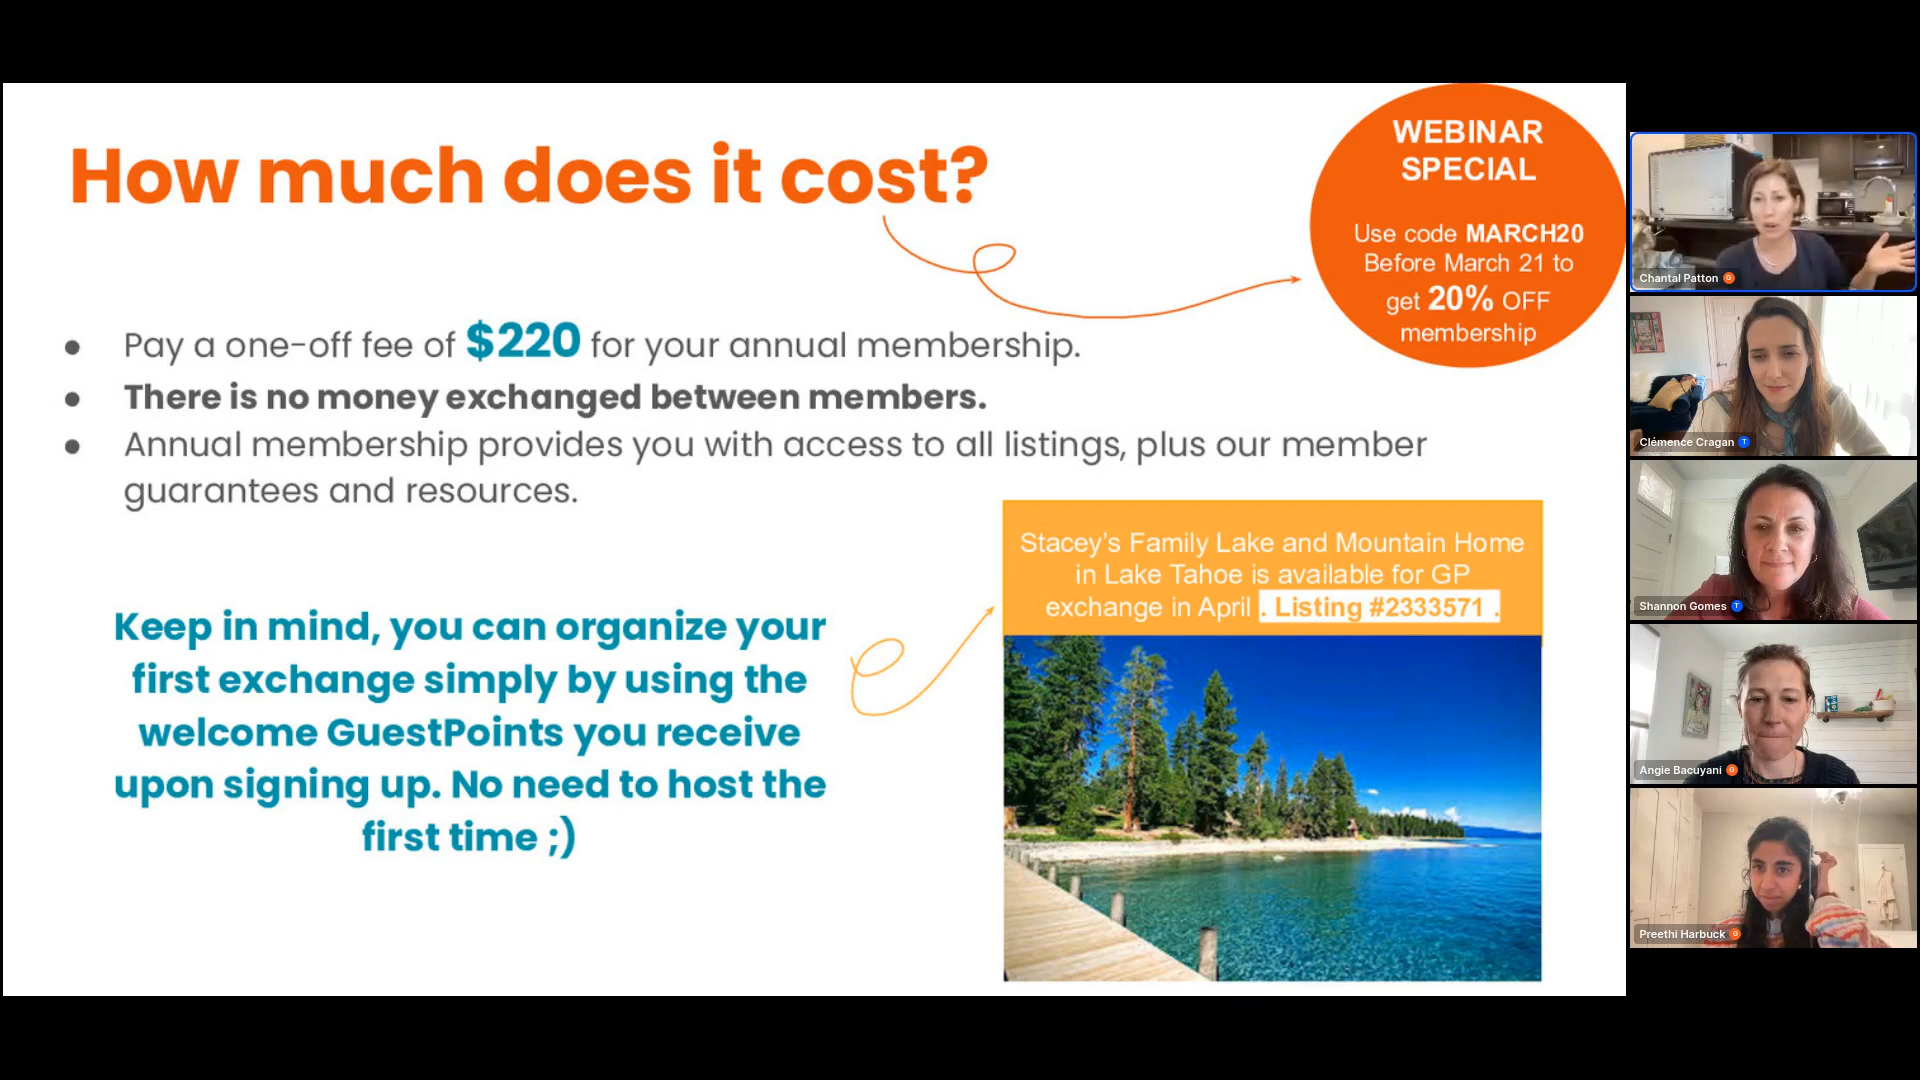 How much does it cost?
WEBINAR
SPECIAL
Use code MARCH20
Before March 21 to
get 20% OFF
membership
● Pay a one-off fee of $220 for your annual membership.
● There is no money exchanged between members.
● Annual membership provides you with access to all listings, plus our member
guarantees and resources.
Keep in mind, you can organize your
first exchange simply by using the
welcome GuestPoints you receive
upon signing up. No need to host the
first time ;)
Stacey's Family Lake and Mountain Home
in Lake Tahoe is available for GP
exchange in April . Listing #2333571 .
Chantal Patton G
Clémence Cragan T
Shannon Gomes T
Angie Bacuyani G
Preethi Harbuck G